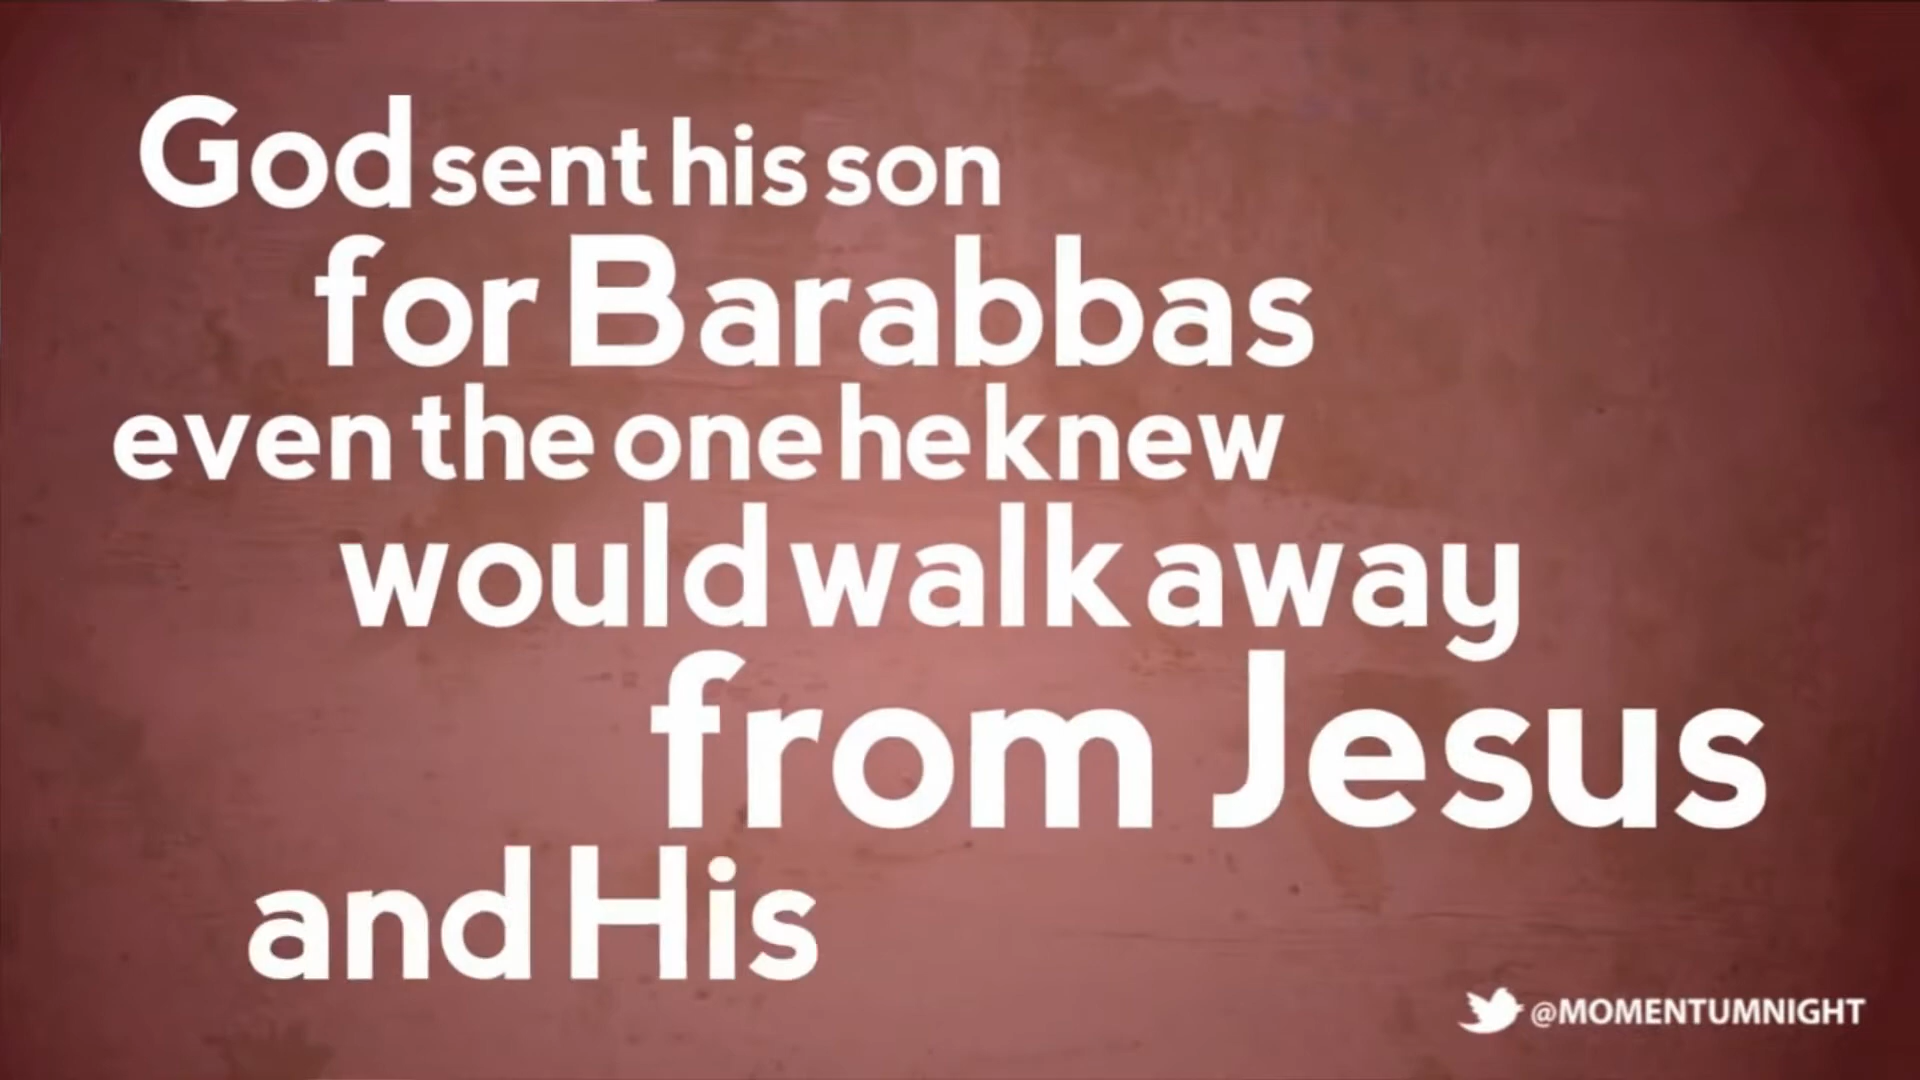 God sent his son
for Barabbas
even the one he knew
would walk away
from Jesus
and His
@MOMENTUMNIGHT